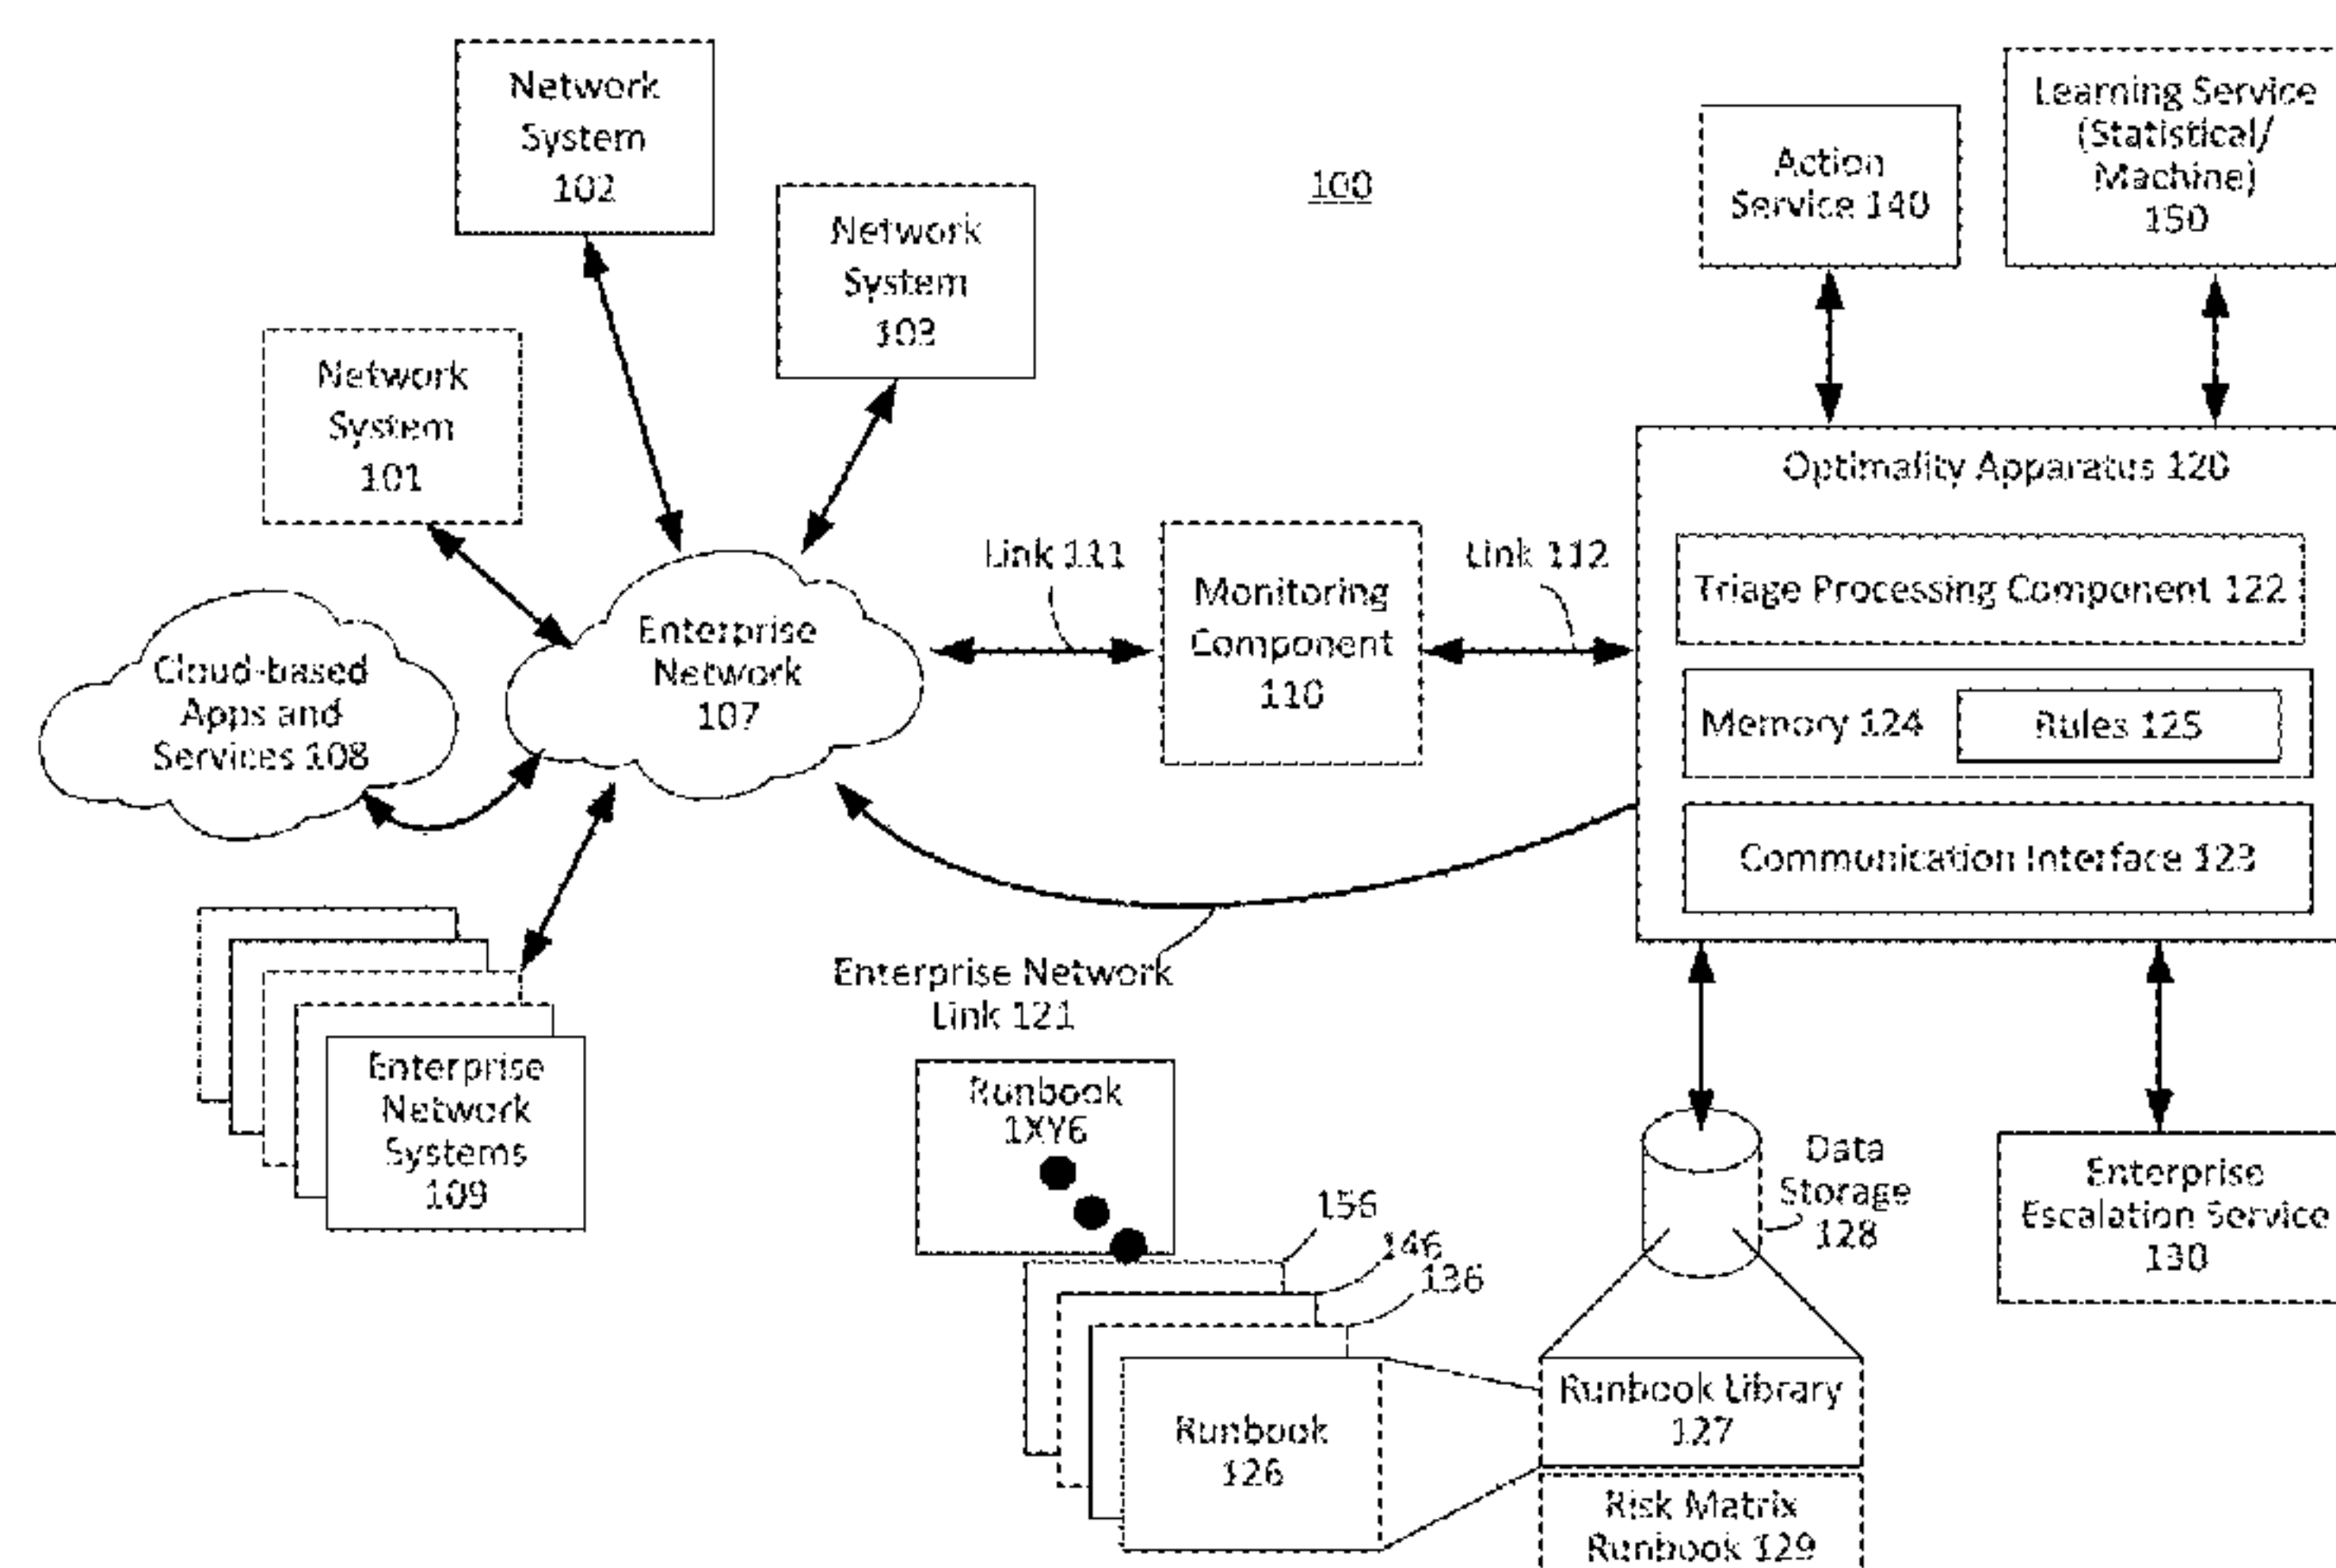 Network
System
102
Network
System
103
Network
System
101
100
Action
Service 140
Learning Service
(Statistical/
Machine)
150
Optimality Apparatus 120
Triage Processing Component 122
Memory 124
Rules 125
Communication Interface 123
Link 111
Monitoring
Component
110
Link 112
Enterprise
Network
107
Cloud-based
Apps and
Services 108
Enterprise Network
Link 121
Enterprise
Network
Systems
109
Runbook
1XY6
156
146
136
Runbook
126
Data
Storage
128
Enterprise
Escalation Service
130
Runbook Library
127
Risk Matrix
Runbook 129